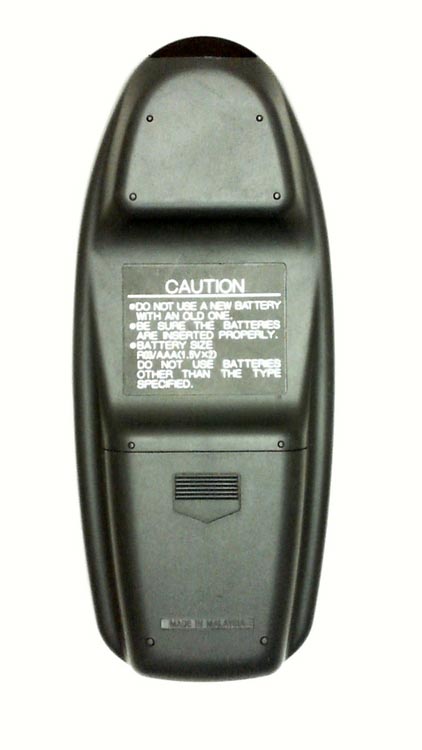 CAUTION
●DO NOT USE A NEW BATTERY
WITH AN OLD ONE.
●BE SURE THE BATTERIES
ARE INSERTED PROPERLY.
●BATTERY SIZE
R03/AAA(1.5V×2)
DO NOT USE BATTERIES
OTHER THAN THE TYPE
SPECIFIED.
MADE IN MALAYSIA